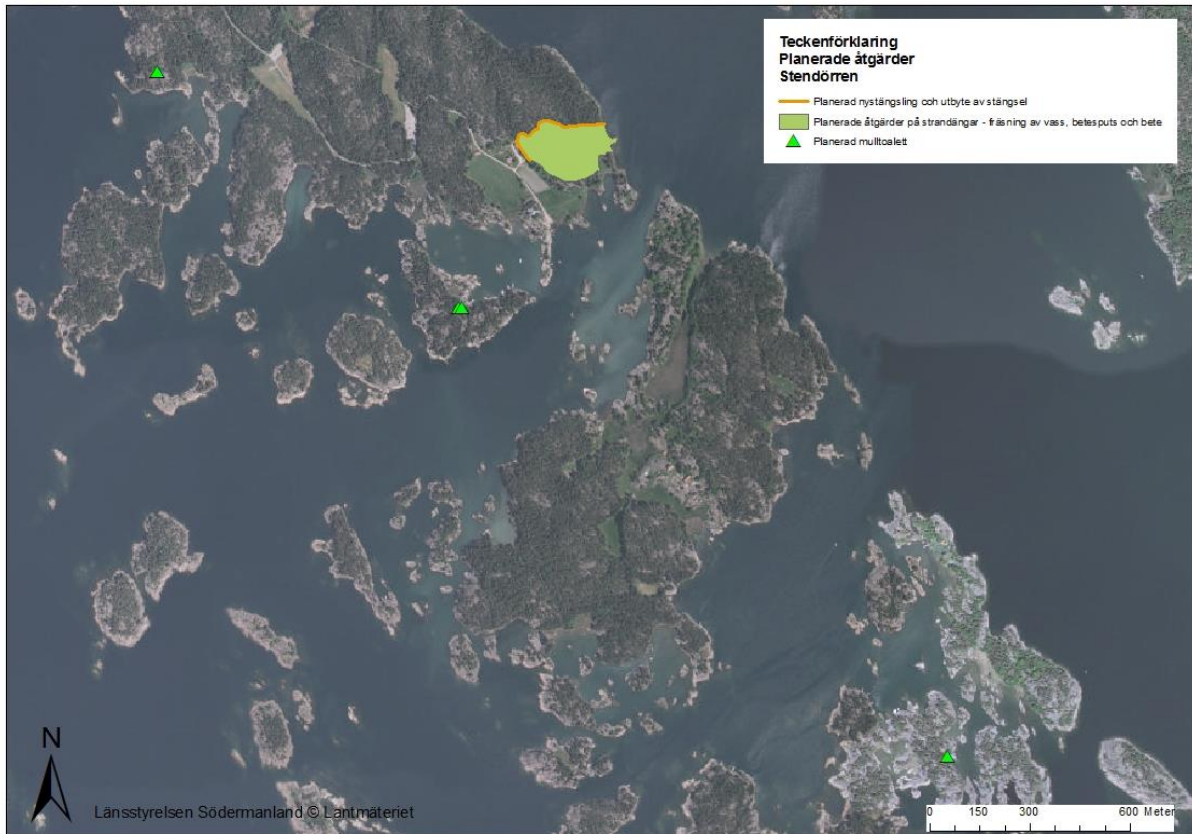 Teckenförklaring
Planerade åtgärder
Stendörren
Planerad nystängsling coh utbyte av stängsel
Planerade åtgärder på strandängar - fräsning av vass, betesputs och bete
Planerad mulltoalett
N
Länsstyrelsen Södermanland © Lantmäteriet
0 150 300 600 Meter